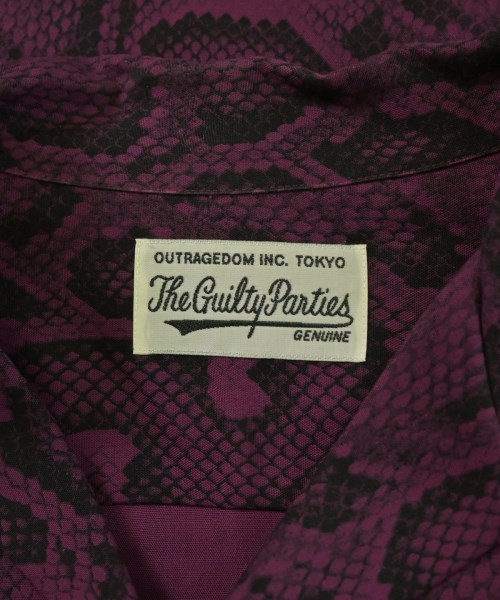 OUTRAGEDOM INC. TOKYO
The Guilty Parties
GENUINE